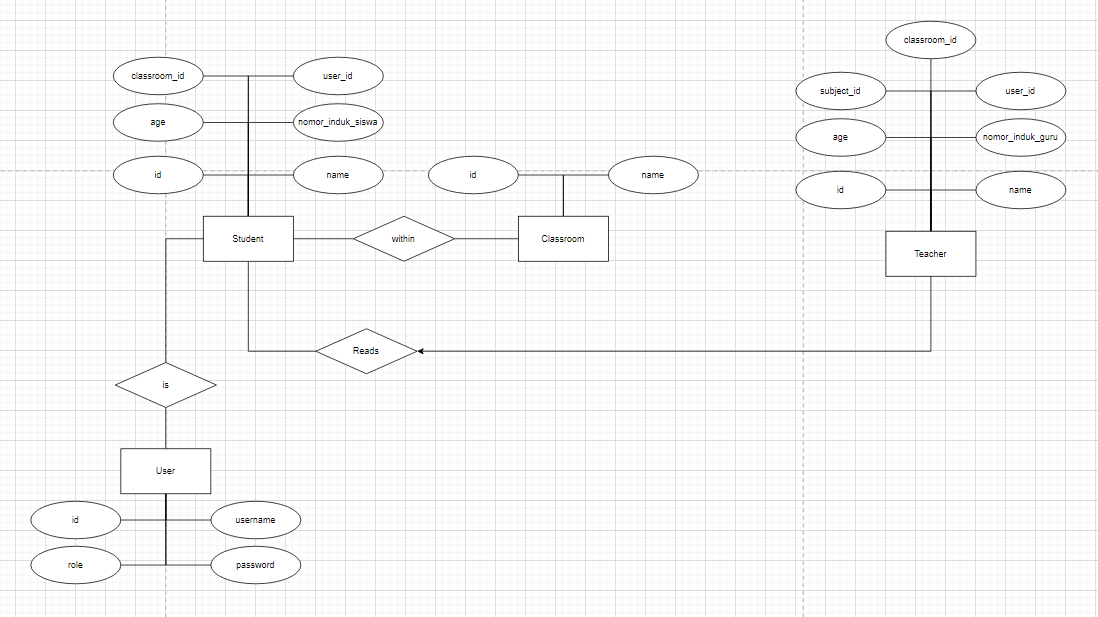 classroom_id
classroom_id
user_id
subject_id
user_id
age
nomor_induk_siswa
age
nomor_induk_guru
id
name
id
name
id
name
Student
within
Classroom
Teacher
Reads
is
User
id
username
role
password